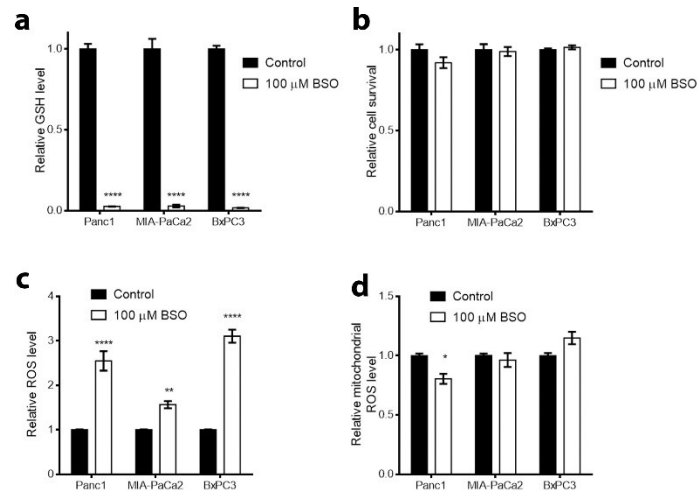 a
Relative GSH level
1.0
0.5
0.0
**** **** ****
Panc1 MIA-PaCa2 BxPC3
Control
100 μM BSO
b
Relative cell survival
1.0
0.5
0.0
Panc1 MIA-PaCa2 BxPC3
Control
100 μM BSO
c
Relative ROS level
4
3
2
1
0
Control
100 μM BSO
**** ** ****
Panc1 MIA-PaCa2 BxPC3
d
Relative mitochondrial
ROS level
1.5
1.0
0.5
0.0
Control
100 μM BSO
*
Panc1 MIA-PaCa2 BxPC3